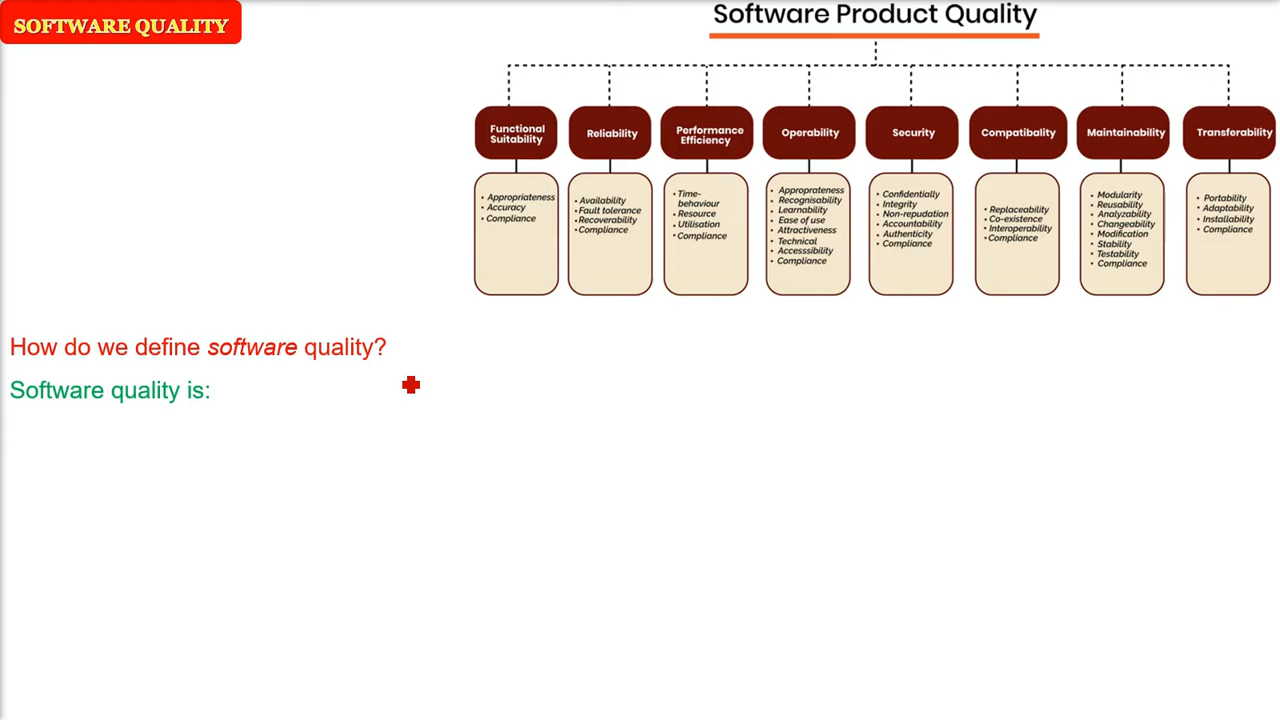 SOFTWARE QUALITY
Software Product Quality
Functional
Suitability
Reliability
Performance
Efficiency
Operability
Security
Compatibality
Maintainability
Transferability
• Appropriateness
• Accuracy
• Compliance
• Availability
• Fault tolerance
• Recoverability
• Compliance
• Time-
behaviour
• Resource
• Utilisation
• Compliance
• Approprateness
• Recognisability
• Learnability
• Ease of use
• Attractiveness
• Technical
• Accesssibility
• Compliance
• Confidentially
• Integrity
• Non-repudation
• Accountability
• Authenticity
• Compliance
• Replaceability
• Co-existence
• Interoperability
• Compliance
• Modularity
• Reusability
• Analyzability
• Changeability
• Modification
• Stability
• Testability
• Compliance
• Portability
• Adaptability
• Installability
• Compliance
How do we define software quality?
Software quality is: